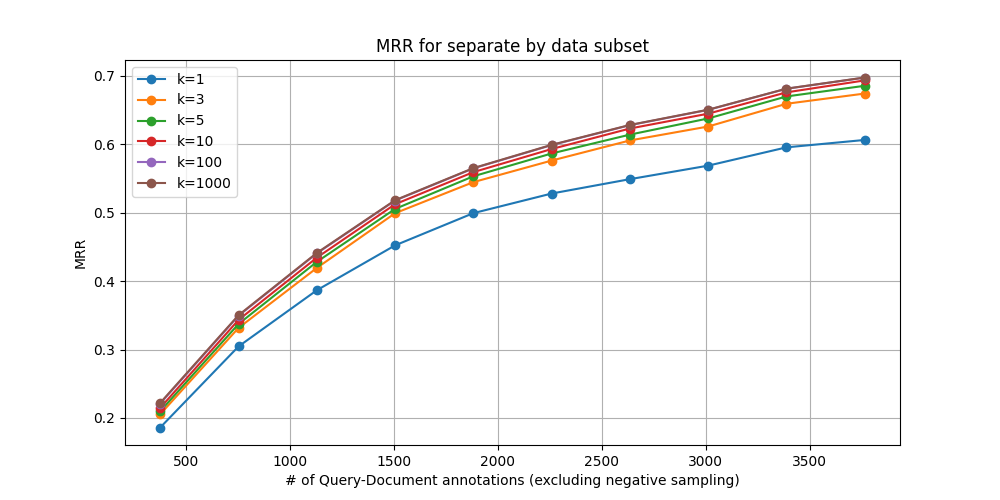 MRR for separate by data subset
k=1
k=3
k=5
k=10
k=100
k=1000
MRR
0.7
0.6
0.5
0.4
0.3
0.2
500
1000
1500
2000
2500
3000
3500
# of Query-Document annotations (excluding negative sampling)